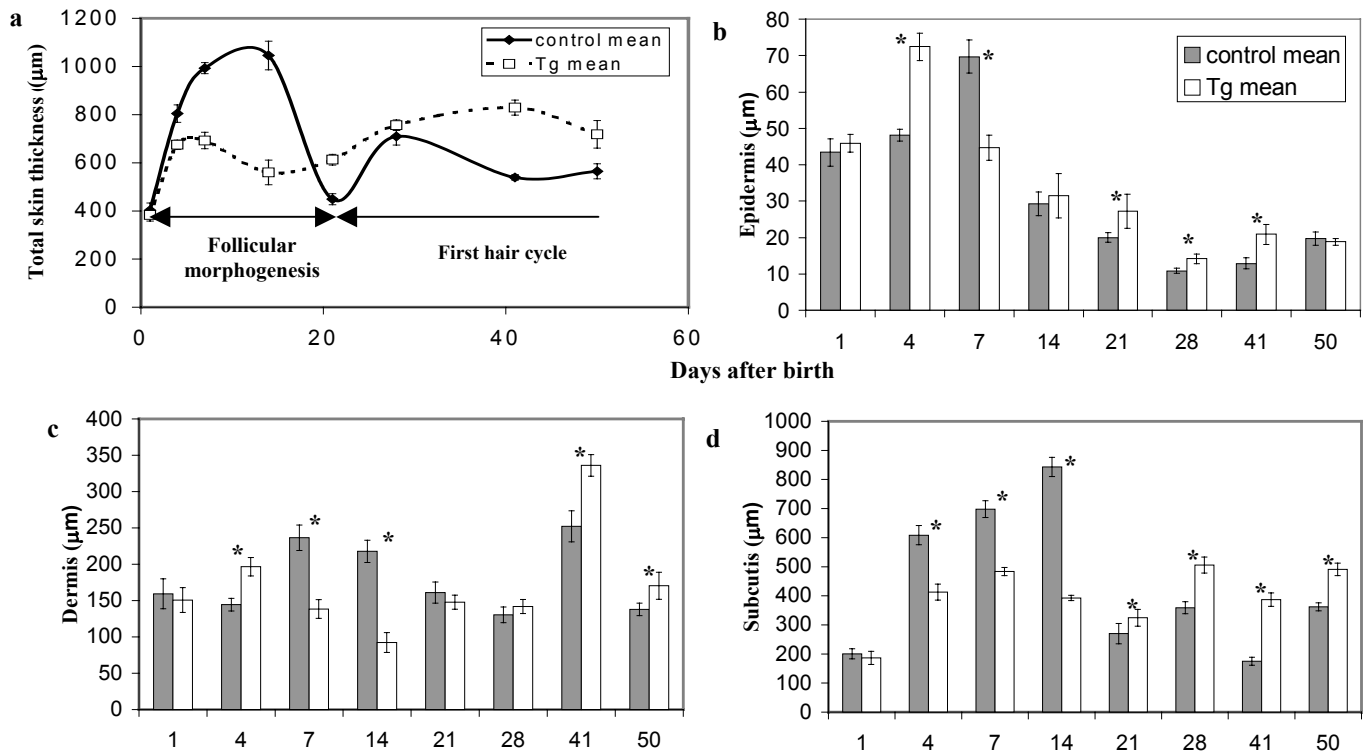 a
Total skin thickness ((μm)
1200
1000
800
600
400
200
0
control mean
Tg mean
Follicular
morphogenesis
First hair cycle
0 20 40 60
b
Epidermis (μm)
80
70
60
50
40
30
20
10
0
* * * * *
control mean
Tg mean
1 4 7 14 21 28 41 50
Days after birth
c
Dermis (μm)
400
350
300
250
200
150
100
50
0
* * * * *
1 4 7 14 21 28 41 50
d
Subcutis (μm)
1000
900
800
700
600
500
400
300
200
100
0
* * * * * * *
1 4 7 14 21 28 41 50